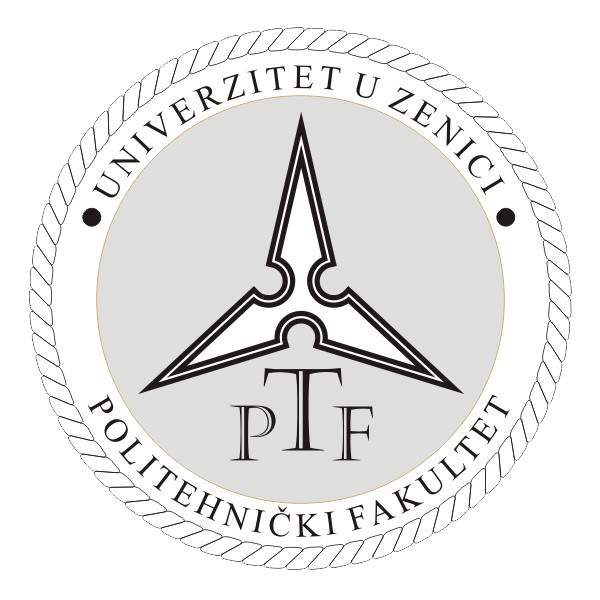 UNIVERZITET U ZENICI
PTF
POLITEHNIČKI FAKULTET